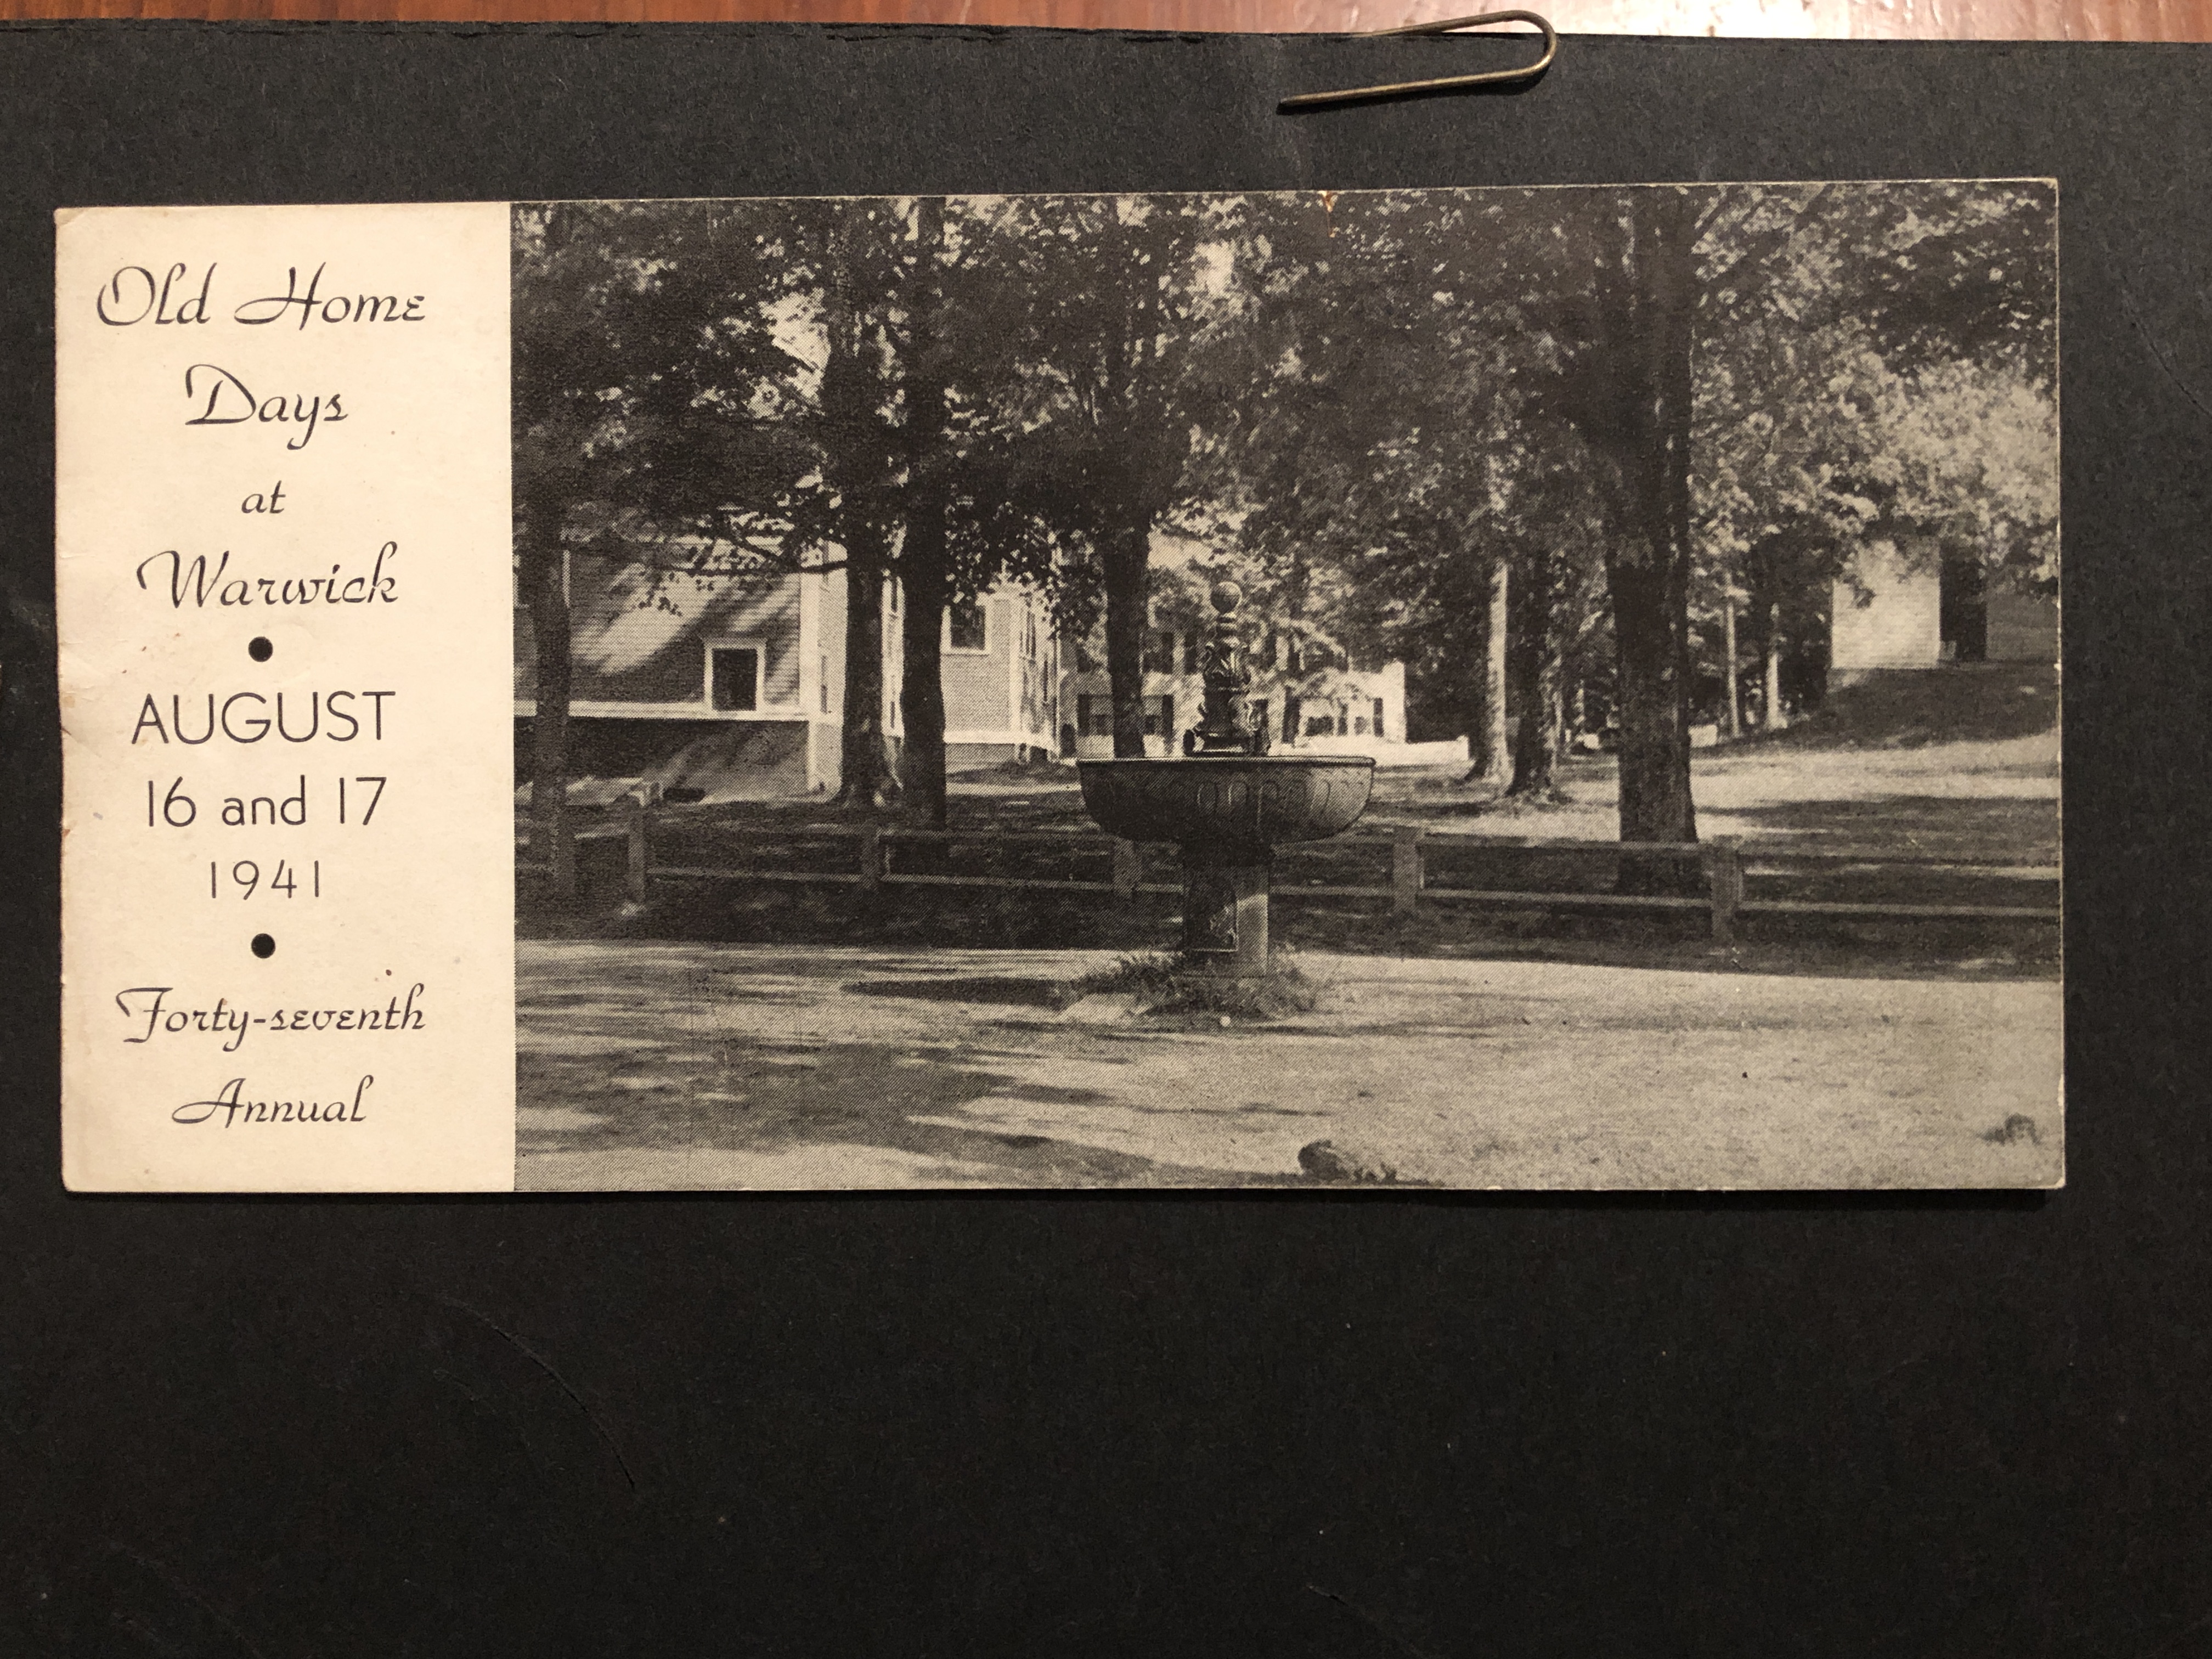 Old Home
Days
at
Warwick
AUGUST
16 and 17
1941
Forty-seventh
Annual